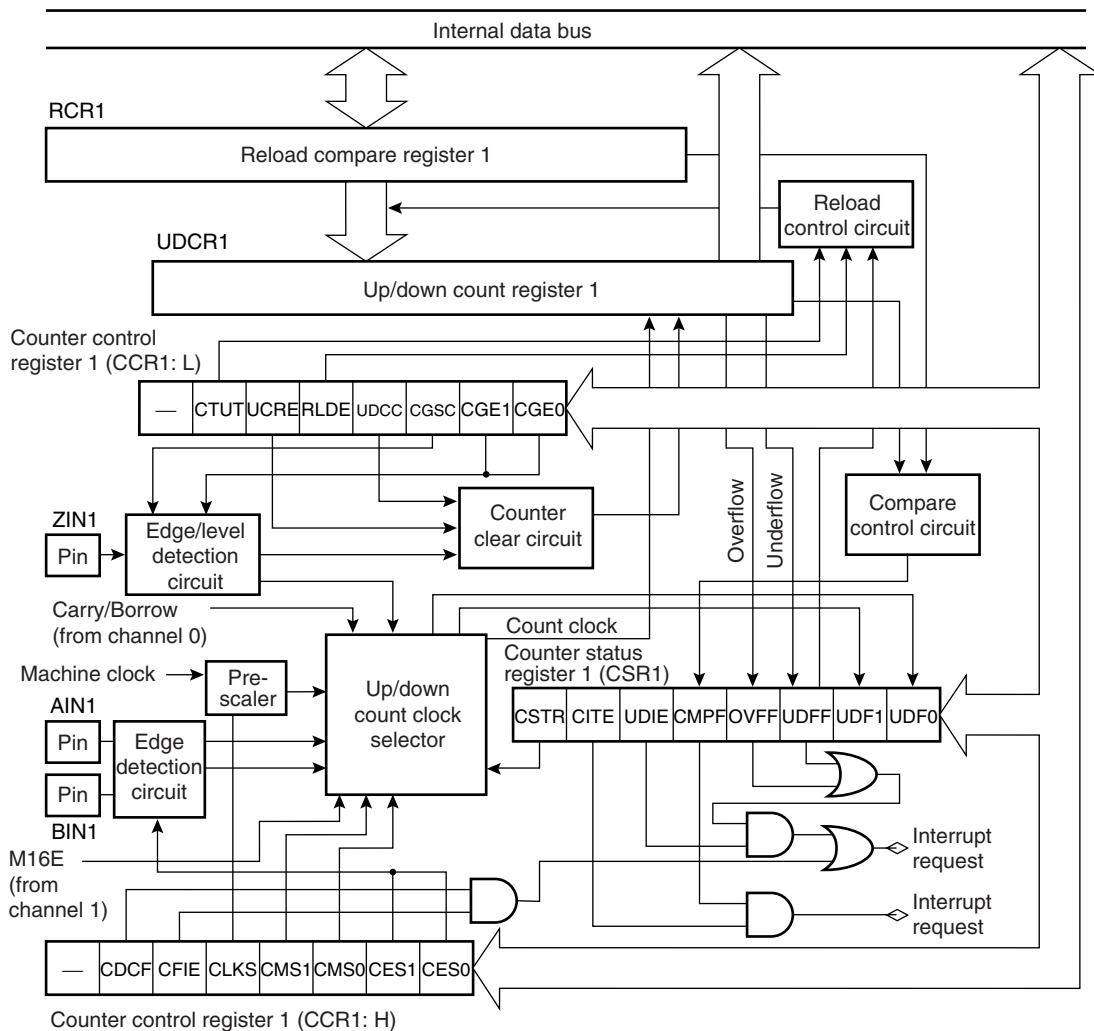 Internal data bus
RCR1
Reload compare register 1
Reload
control circuit
UDCR1
Up/down count register 1
Counter control
register 1 (CCR1: L)
— CTUT UCRE RLDE UDCC CGSC CGE1 CGE0
Overflow
Underflow
Compare
control circuit
Counter
clear circuit
ZIN1
Pin
Edge/level
detection
circuit
Carry/Borrow
(from channel 0)
Count clock
Counter status
register 1 (CSR1)
Machine clock
Pre-
scaler
Up/down
count clock
selector
CSTR CITE UDIE CMPF OVFF UDFF UDF1 UDF0
AIN1
Pin
Edge
detection
circuit
Pin
BIN1
M16E
(from
channel 1)
Interrupt
request
Interrupt
request
— CDCF CFIE CLKS CMS1 CMS0 CES1 CES0
Counter control register 1 (CCR1: H)